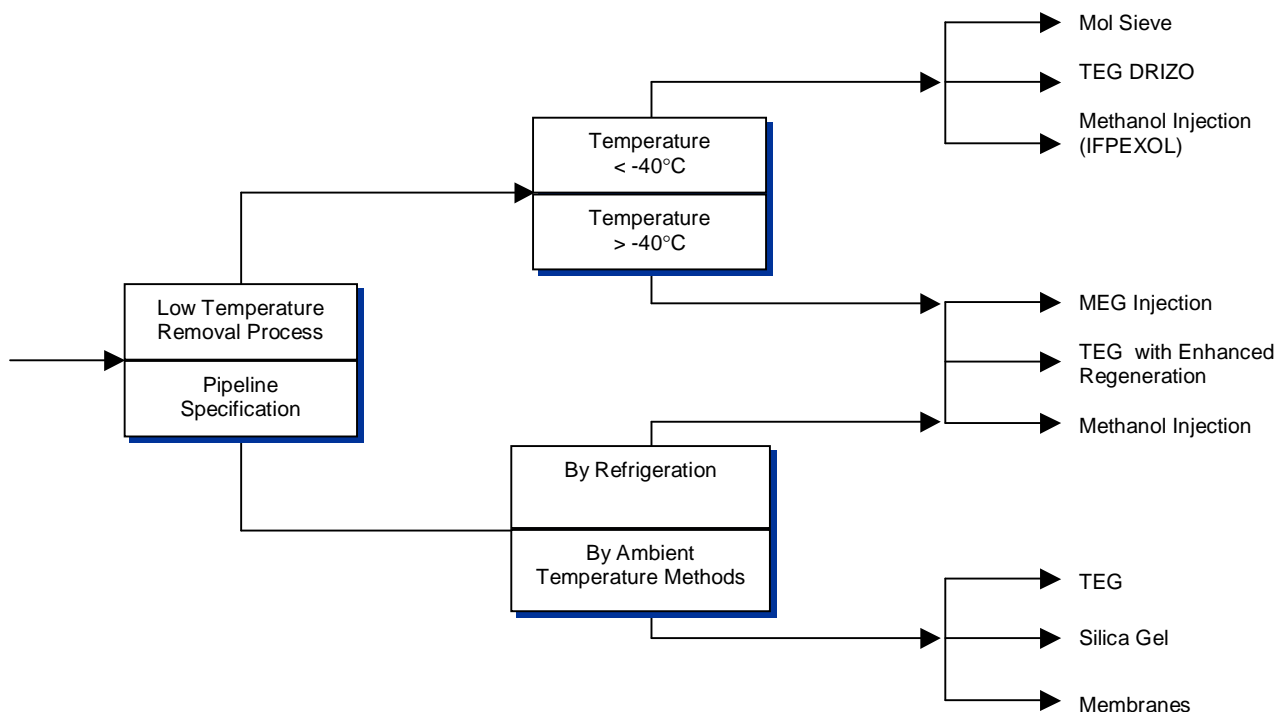 Mol Sieve
TEG DRIZO
Methanol Injection
(IFPEXOL)
Temperature
< -40°C
Temperature
> -40°C
Low Temperature
Removal Process
Pipeline
Specification
MEG Injection
TEG with Enhanced
Regeneration
Methanol Injection
By Refrigeration
By Ambient
Temperature Methods
TEG
Silica Gel
Membranes